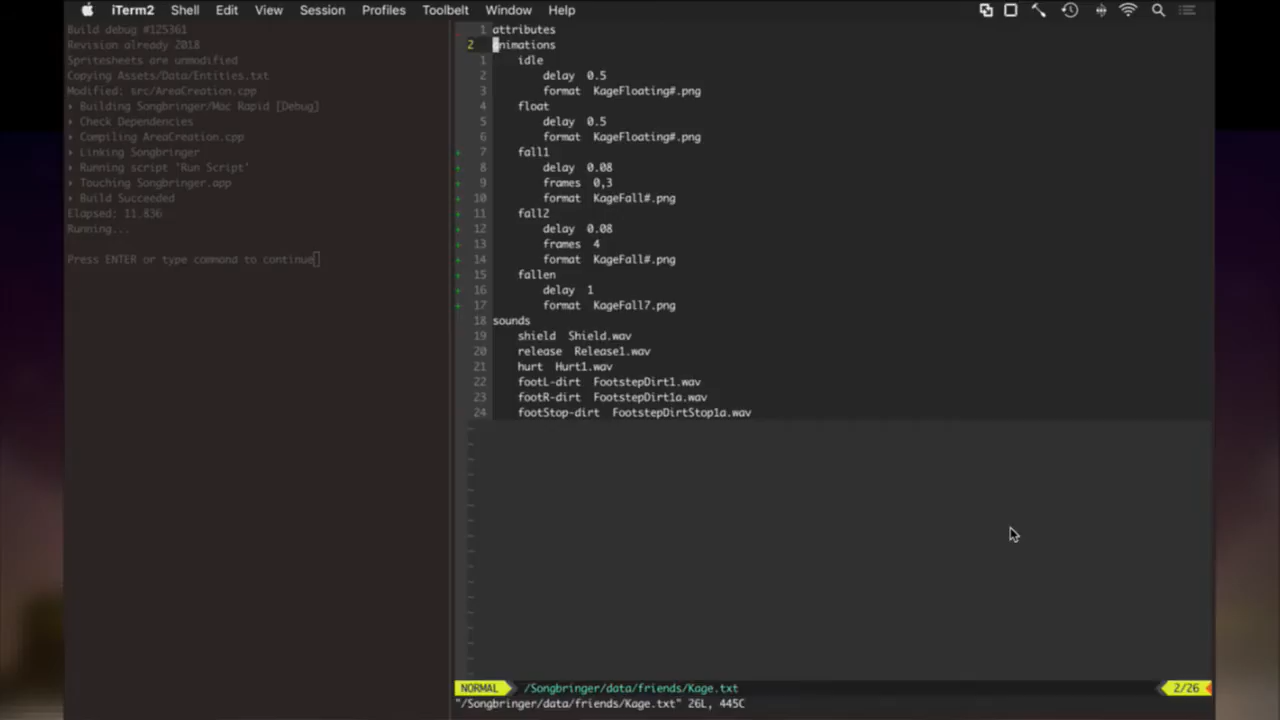 iTerm2 Shell Edit View Session Profiles Toolbelt Window Help
Build debug #125361
Revision already 2018
Spritesheets are unmodified
Copying Assets/Data/Entities.txt
Modified: src/AreaCreation.cpp
▸ Building Songbringer/Mac Rapid [Debug]
▸ Check Dependencies
▸ Compiling AreaCreation.cpp
▸ Linking Songbringer
▸ Running script 'Run Script'
▸ Touching Songbringer.app
▸ Build Succeeded
Elapsed: 11.836
Running...
Press ENTER or type command to continue
1 attributes
2 animations
1 idle
2 delay 0.5
3 format KageFloating#.png
4 float
5 delay 0.5
6 format KageFloating#.png
+ 7 fall1
+ 8 delay 0.08
+ 9 frames 0,3
+ 10 format KageFall#.png
+ 11 fall2
+ 12 delay 0.08
+ 13 frames 4
+ 14 format KageFall#.png
+ 15 fallen
+ 16 delay 1
+ 17 format KageFall7.png
18 sounds
19 shield Shield.wav
20 release Release1.wav
21 hurt Hurt1.wav
22 footL-dirt FootstepDirt1.wav
23 footR-dirt FootstepDirt1a.wav
24 footStop-dirt FootstepDirtStop1a.wav
NORMAL /Songbringer/data/friends/Kage.txt 2/26
"/Songbringer/data/friends/Kage.txt" 26L, 445C